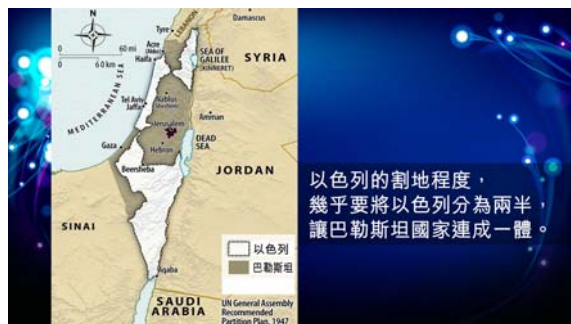 Damascus
LEBANON
Tyre
N
60 mi
60 km
Acre
(Akko)
Haifa
SEA OF
GALILEE
(KINNERET)
SYRIA
MEDITERRANEAN SEA
Nablus
(Shechem)
Tel Aviv
Jaffa
Amman
Jerusalem
Gaza
Hebron
DEAD
SEA
Beersheba
JORDAN
SINAI
以色列
巴勒斯坦
Aqaba
SAUDI
ARABIA
UN General Assembly
Recommended
Partition Plan, 1947
以色列的割地程度，
幾乎要將以色列分為兩半，
讓巴勒斯坦國家連成一體。